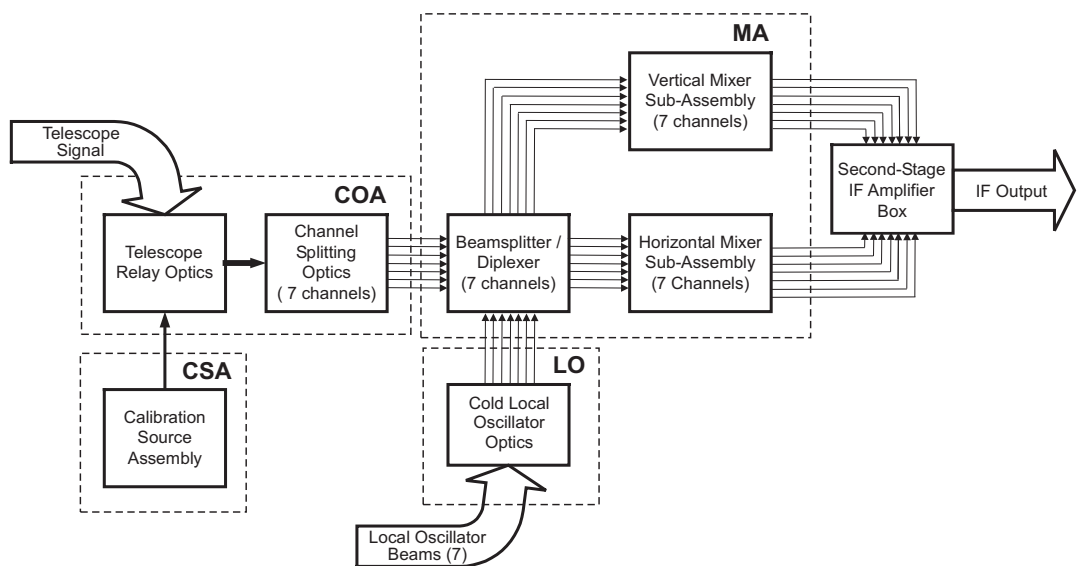 MA
Vertical Mixer
Sub-Assembly
(7 channels)
Telescope
Signal
Second-Stage
IF Amplifier
Box
IF Output
COA
Telescope
Relay Optics
Channel
Splitting
Optics
( 7 channels)
Beamsplitter /
Diplexer
(7 channels)
Horizontal Mixer
Sub-Assembly
(7 Channels)
CSA
Calibration
Source
Assembly
LO
Cold Local
Oscillator
Optics
Local Oscillator
Beams (7)